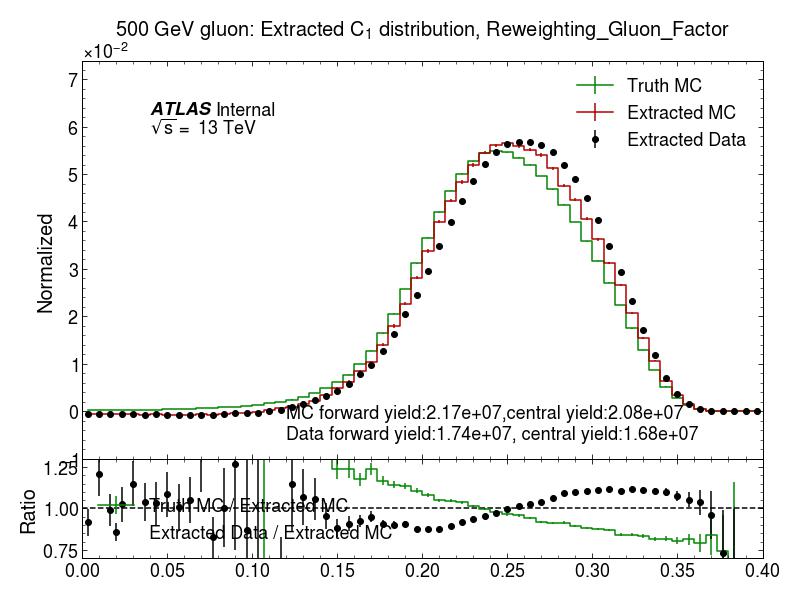 500 GeV gluon: Extracted C₁ distribution, Reweighting_Gluon_Factor
×10⁻²
7
6
5
4
3
2
1
0
1
Normalized
ATLAS Internal
√s = 13 TeV
Truth MC
Extracted MC
Extracted Data
MC forward yield:2.17e+07,central yield:2.08e+07
Data forward yield:1.74e+07, central yield:1.68e+07
1.25
1.00
0.75
Ratio
Truth MC / Extracted MC
Extracted Data / Extracted MC
0.00 0.05 0.10 0.15 0.20 0.25 0.30 0.35 0.40